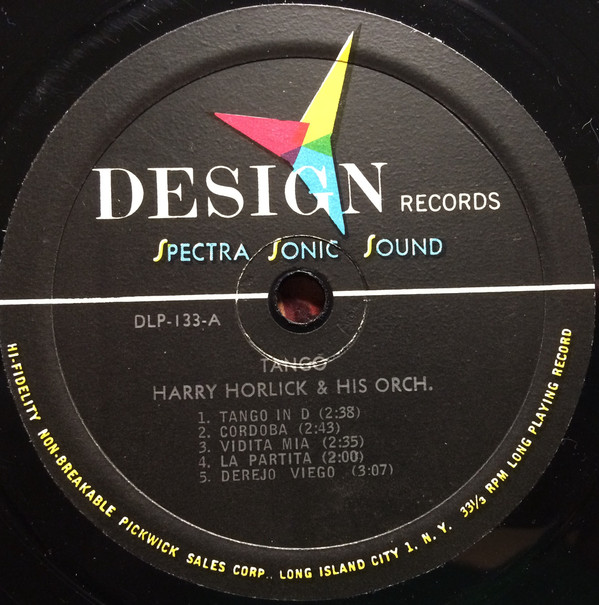 DESIGN RECORDS
SPECTRA SONIC SOUND
DLP-133-A
TANGO
HARRY HORLICK & HIS ORCH.
1. TANGO IN D (2:38)
2. CORDOBA (2:43)
3. VIDITA MIA (2:35)
4. LA PARTITA (2:00)
5. DEREJO VIEGO (3:07)
HI-FIDELITY NON-BREAKABLE PICKWICK SALES CORP.. LONG ISLAND CITY 1. N. Y. 33⅓ RPM LONG PLAYING RECORD